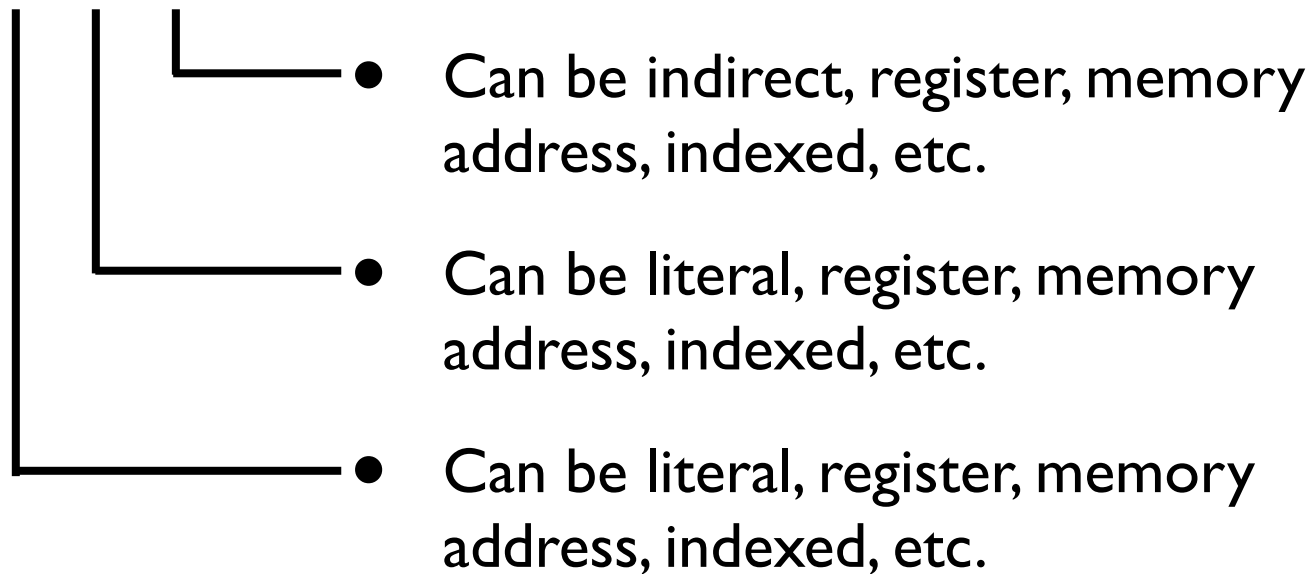 • Can be indirect, register, memory
address, indexed, etc.
• Can be literal, register, memory
address, indexed, etc.
• Can be literal, register, memory
address, indexed, etc.